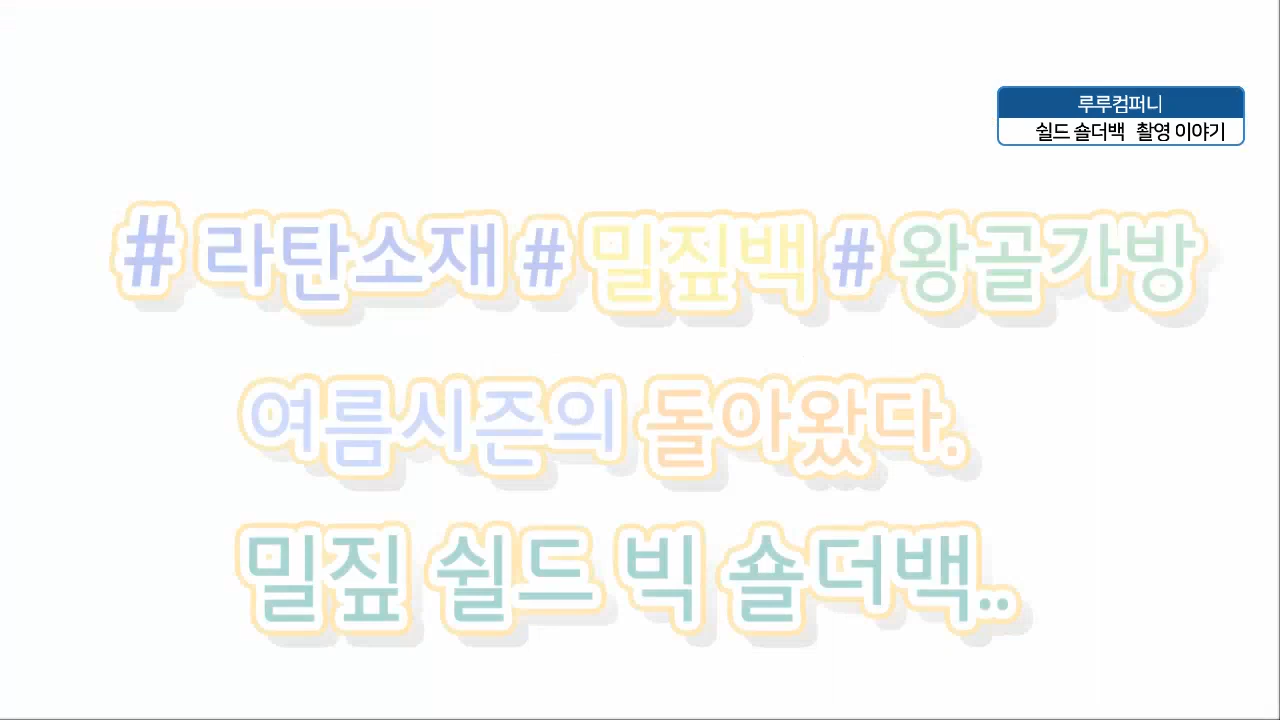 루루컴퍼니
쉴드 숄더백 촬영 이야기
# 라탄소재 # 밀짚백 # 왕골가방
여름시즌의 돌아왔다.
밀짚 쉴드 빅 숄더백..